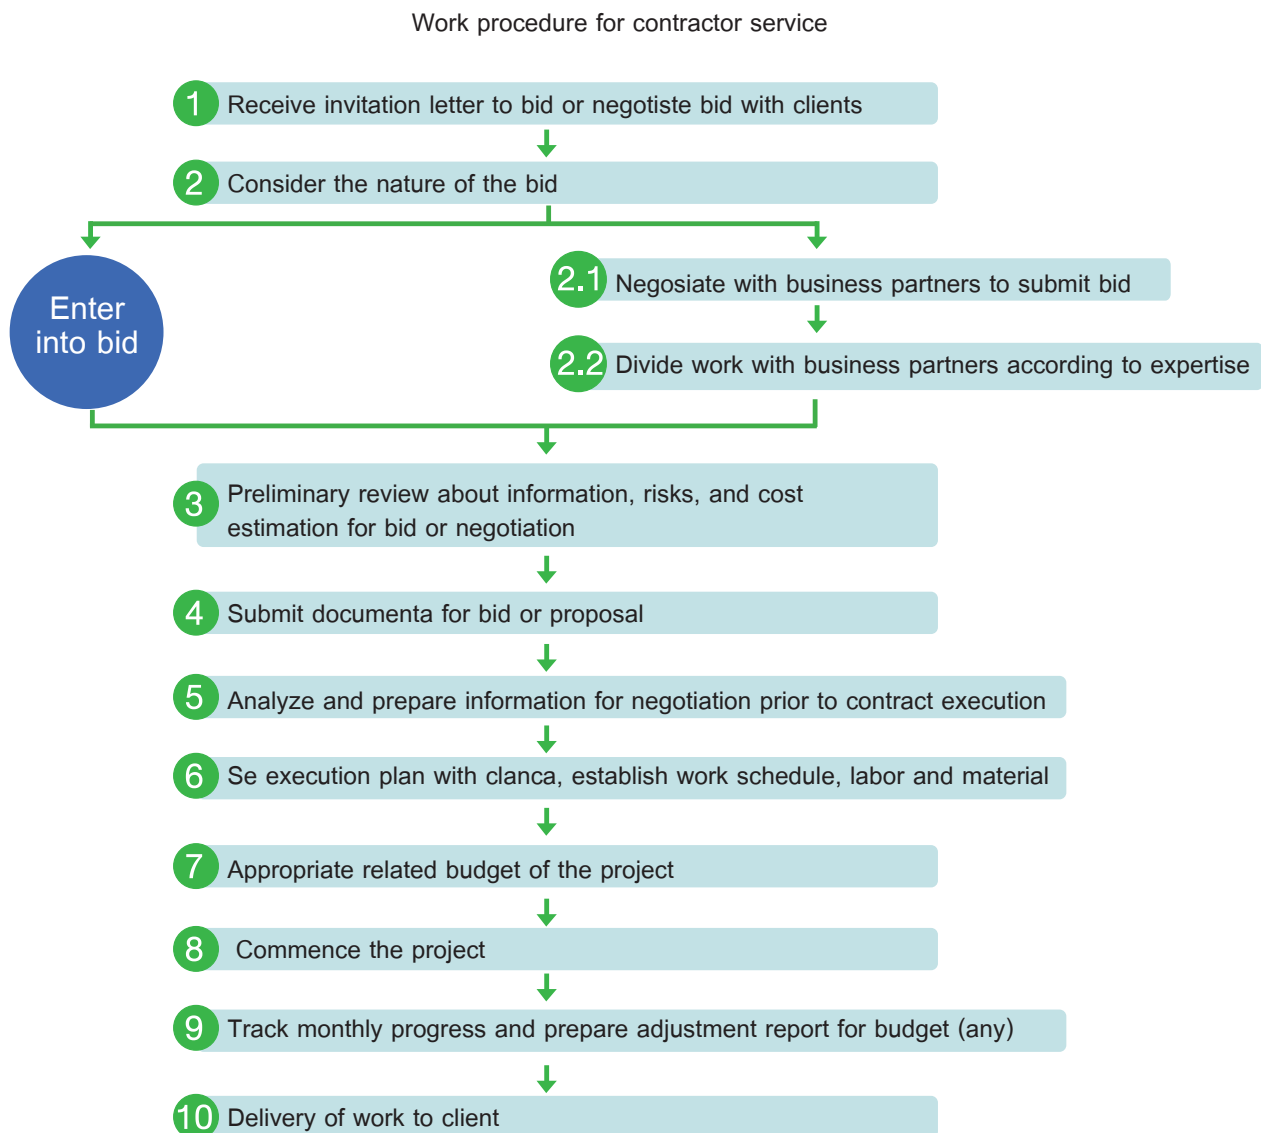 Work procedure for contractor service
1 Receive invitation letter to bid or negotiste bid with clients
2 Consider the nature of the bid
Enter
into bid
2.1 Negosiate with business partners to submit bid
2.2 Divide work with business partners according to expertise
3 Preliminary review about information, risks, and cost
estimation for bid or negotiation
4 Submit documenta for bid or proposal
5 Analyze and prepare information for negotiation prior to contract execution
6 Se execution plan with clanca, establish work schedule, labor and material
7 Appropriate related budget of the project
8 Commence the project
9 Track monthly progress and prepare adjustment report for budget (any)
10 Delivery of work to client